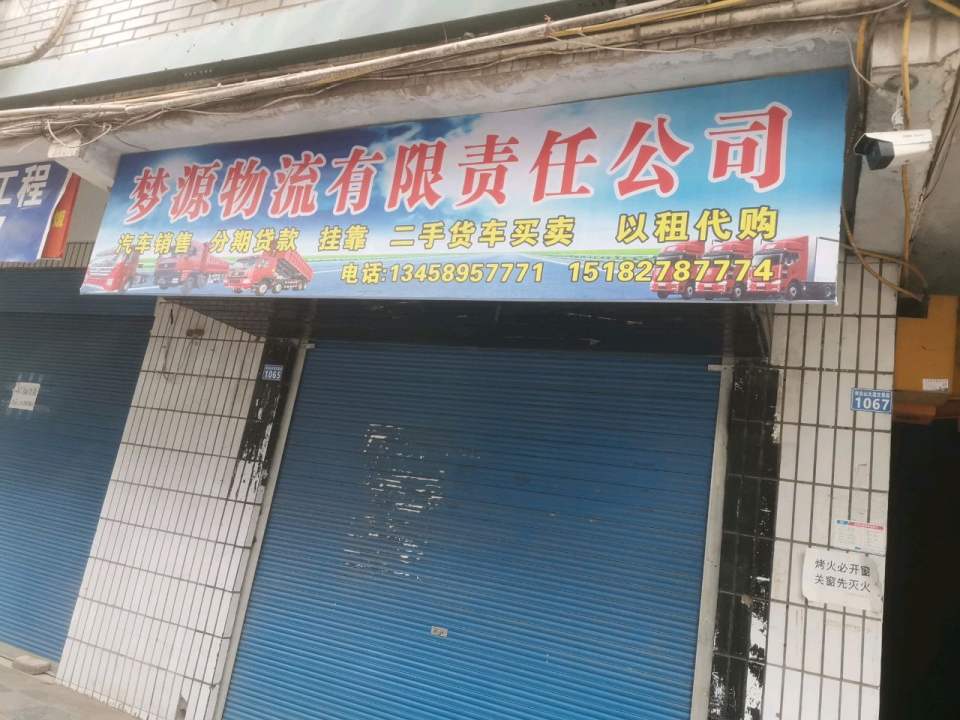 梦源物流有限责任公司
汽车销售 分期贷款 挂靠 二手货车买卖 以租代购
电话:13458957771 15182787774
工程
1065
1067
烤火必开窗
关窗先灭火